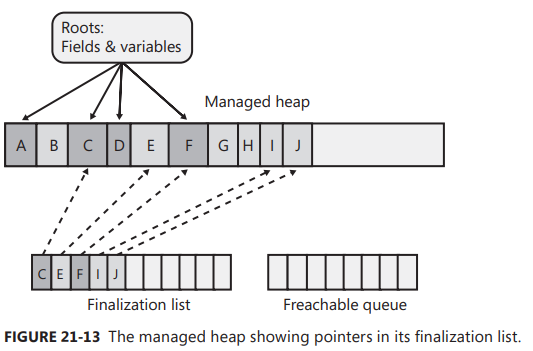 Roots:
Fields & variables
Managed heap
A B C D E F G H I J
C E F I J
Finalization list
Freachable queue
FIGURE 21-13 The managed heap showing pointers in its finalization list.